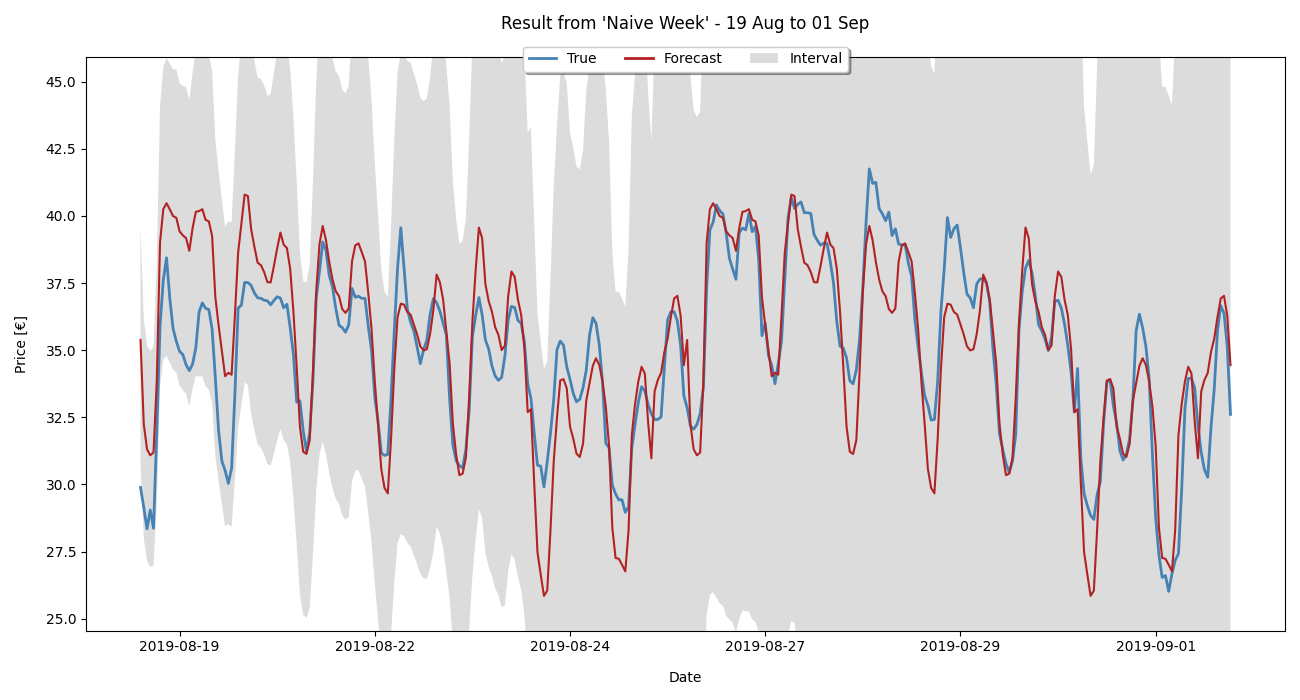 Result from 'Naive Week' - 19 Aug to 01 Sep
True
Forecast
Interval
45.0
42.5
40.0
37.5
35.0
32.5
30.0
27.5
25.0
Price [€]
2019-08-19
2019-08-22
2019-08-24
2019-08-27
2019-08-29
2019-09-01
Date